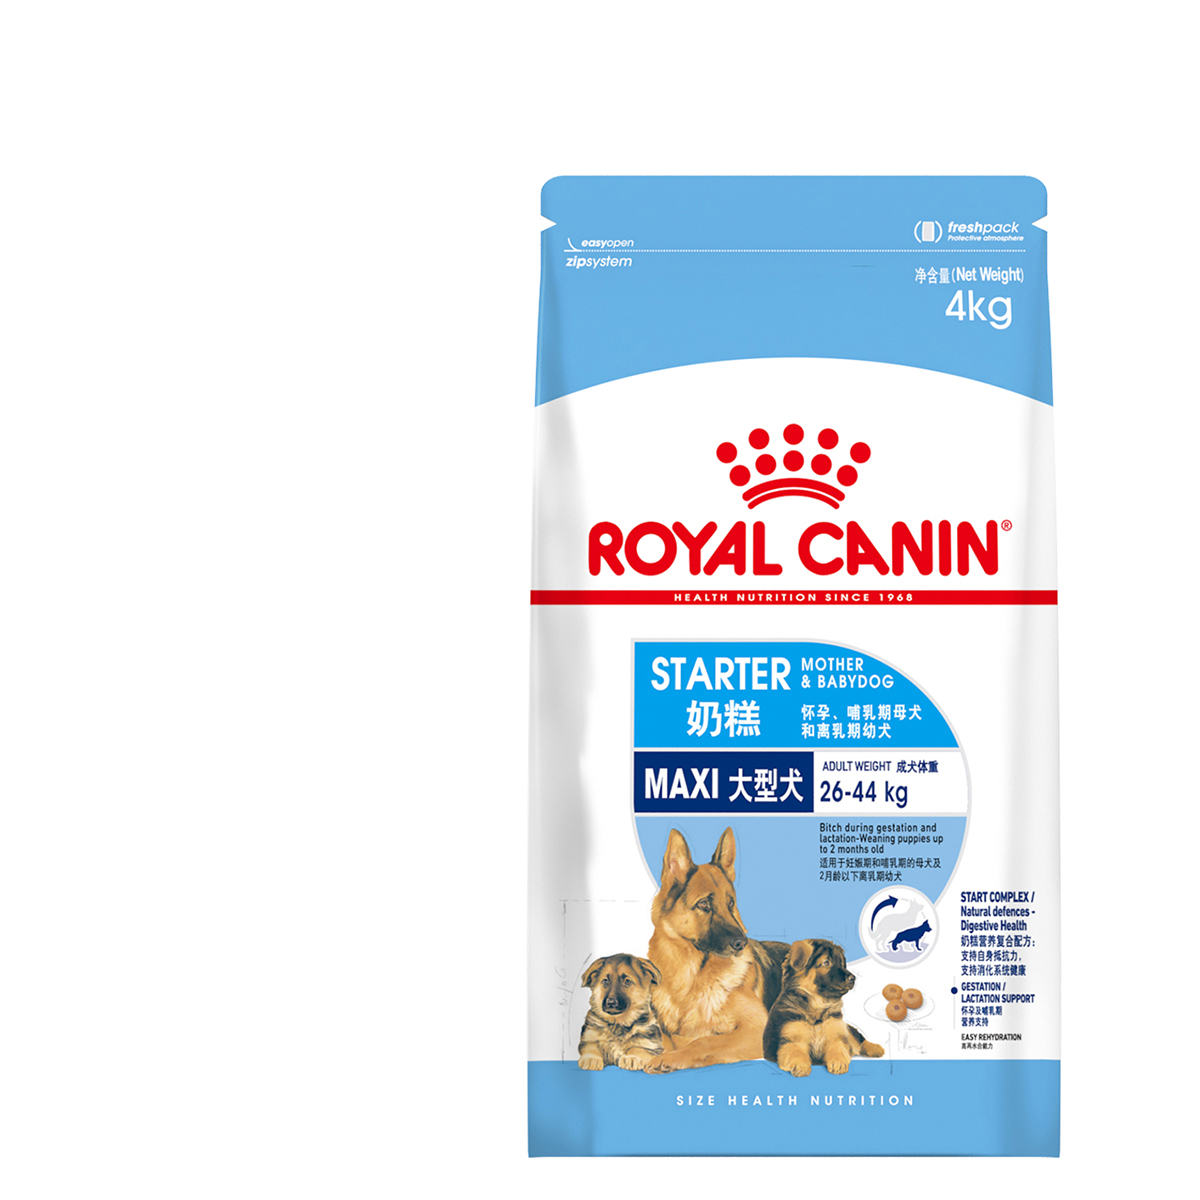 easyopen
zipsystem
freshpack
Protective atmosphere
净含量(Net Weight)
4kg
ROYAL CANIN®
HEALTH NUTRITION SINCE 1968
STARTER
MOTHER
& BABYDOG
奶糕
怀孕、哺乳期母犬
和离乳期幼犬
MAXI 大型犬
ADULT WEIGHT 成犬体重
26-44 kg
Bitch during gestation and
lactation-Weaning puppies up
to 2 months old
适用于妊娠期和哺乳期的母犬及
2月龄以下离乳期幼犬
START COMPLEX /
Natural defences -
Digestive Health
奶糕营养复合配方:
支持自身抵抗力,
支持消化系统健康
GESTATION /
LACTATION SUPPORT
怀孕及哺乳期
营养支持
EASY REHYDRATION
高再水合能力
SIZE HEALTH NUTRITION